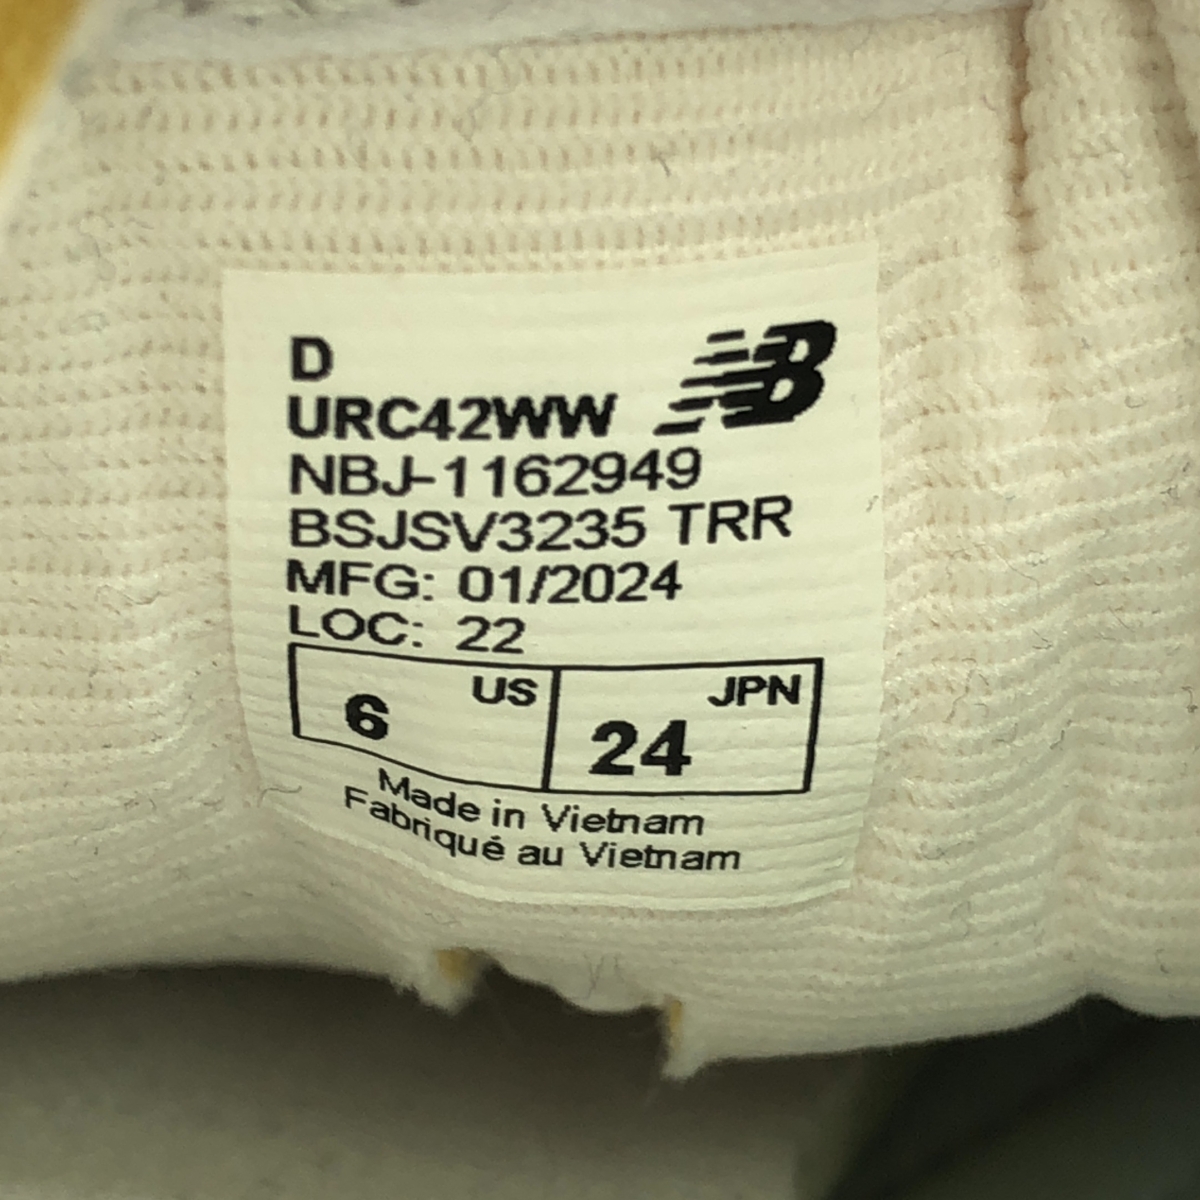 D
URC42WW
NBJ-1162949
BSJSV3235 TRR
MFG: 01/2024
LOC: 22
6 US 24 JPN
Made in Vietnam
Fabriqué au Vietnam